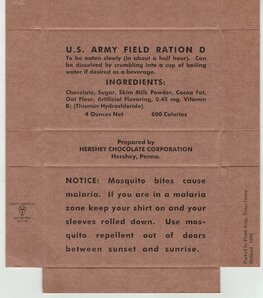 U.S. ARMY FIELD RATION D
To be eaten slowly (in about a half hour). Can
be dissolved by crumbling into a cup of boiling
water if desired as a beverage.
INGREDIENTS:
Chocolate, Sugar, Skim Milk Powder, Cocoa Fat,
Oat Flour, Artificial Flavoring, 0.45 mg. Vitamin
B₁ (Thiamin Hydrochloride).
4 Ounces Net 600 Calories
Prepared by
HERSHEY CHOCOLATE CORPORATION
Hershey, Penna.
NOTICE: Mosquito bites cause
malaria. If you are in a malaria
zone keep your shirt on and your
sleeves rolled down. Use mos-
quito repellent out of doors
between sunset and sunrise.